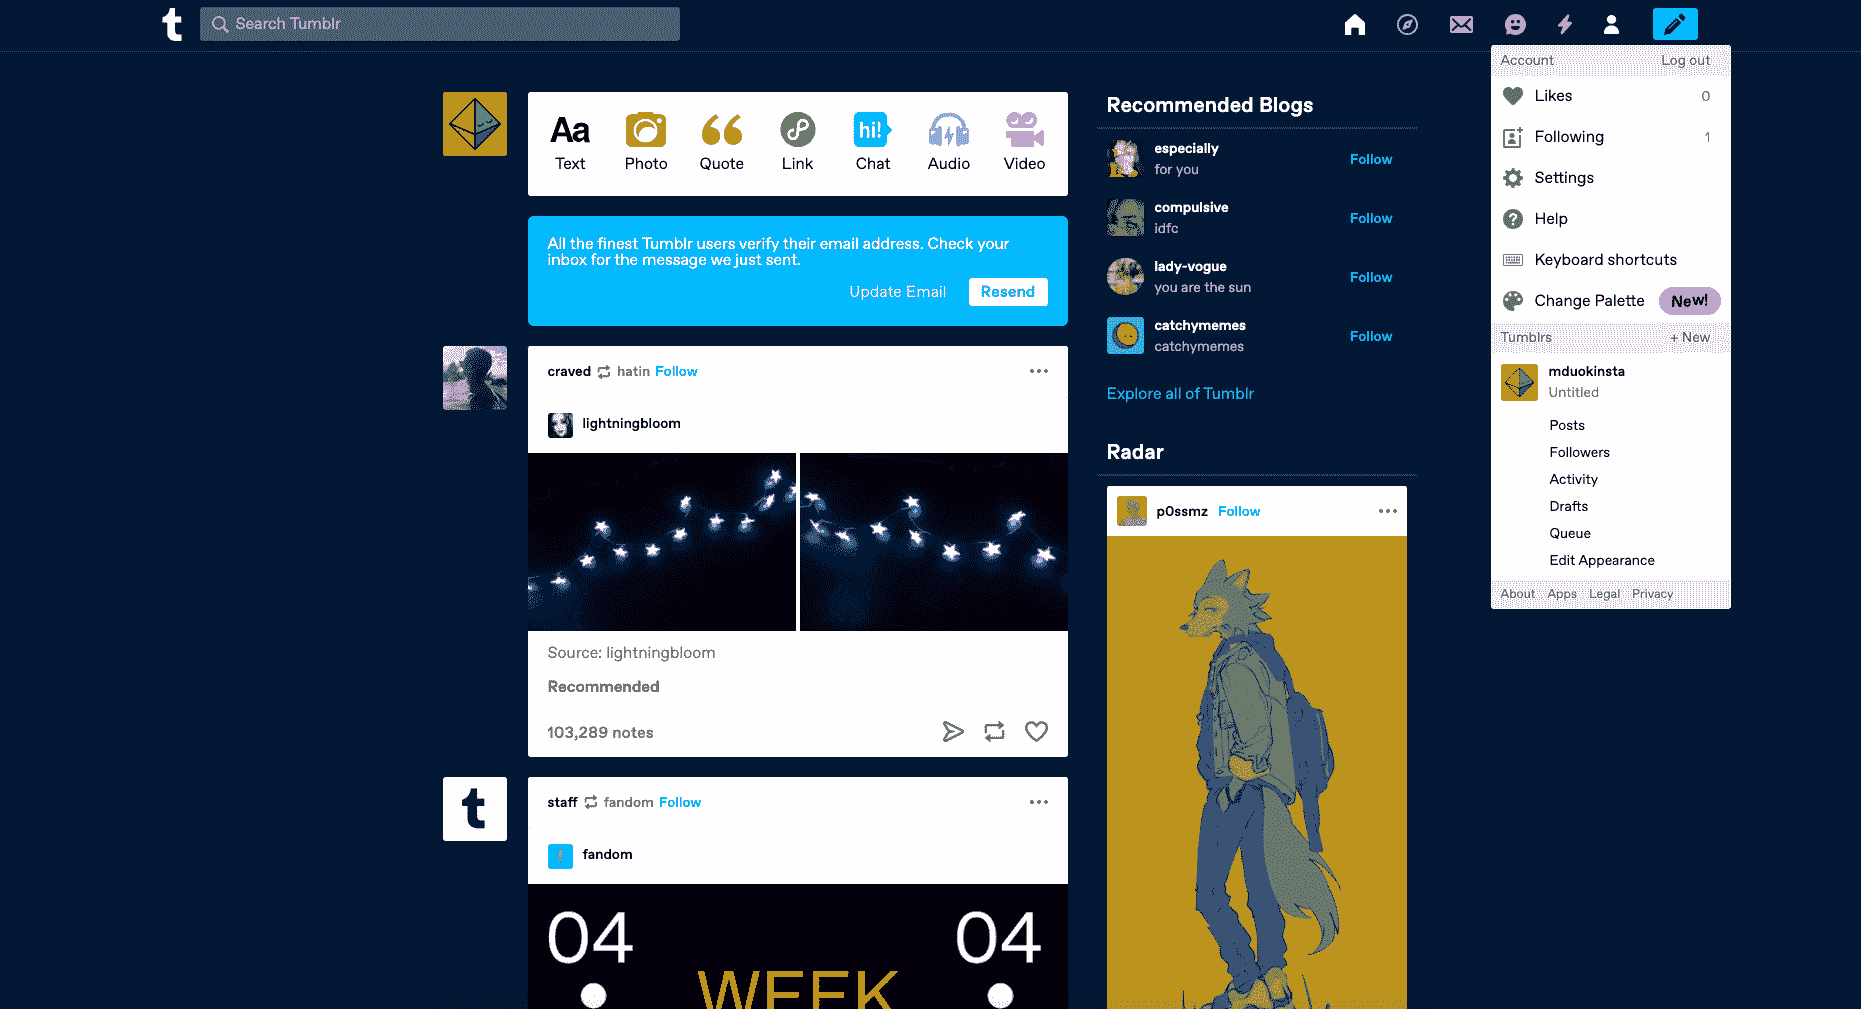 t
Search Tumblr
Aa
Text
Photo
Quote
Link
hi!
Chat
Audio
Video
All the finest Tumblr users verify their email address. Check your
inbox for the message we just sent.
Update Email
Resend
craved hatin Follow
lightningbloom
Source: lightningbloom
Recommended
103,289 notes
t
staff fandom Follow
fandom
04 04
WEEK
Recommended Blogs
especially
for you
Follow
compulsive
idfc
Follow
lady-vogue
you are the sun
Follow
catchymemes
catchymemes
Follow
Explore all of Tumblr
Radar
p0ssmz Follow
Account Log out
Likes 0
Following 1
Settings
Help
Keyboard shortcuts
Change Palette New!
Tumblrs + New
mduokinsta
Untitled
Posts
Followers
Activity
Drafts
Queue
Edit Appearance
About Apps Legal Privacy